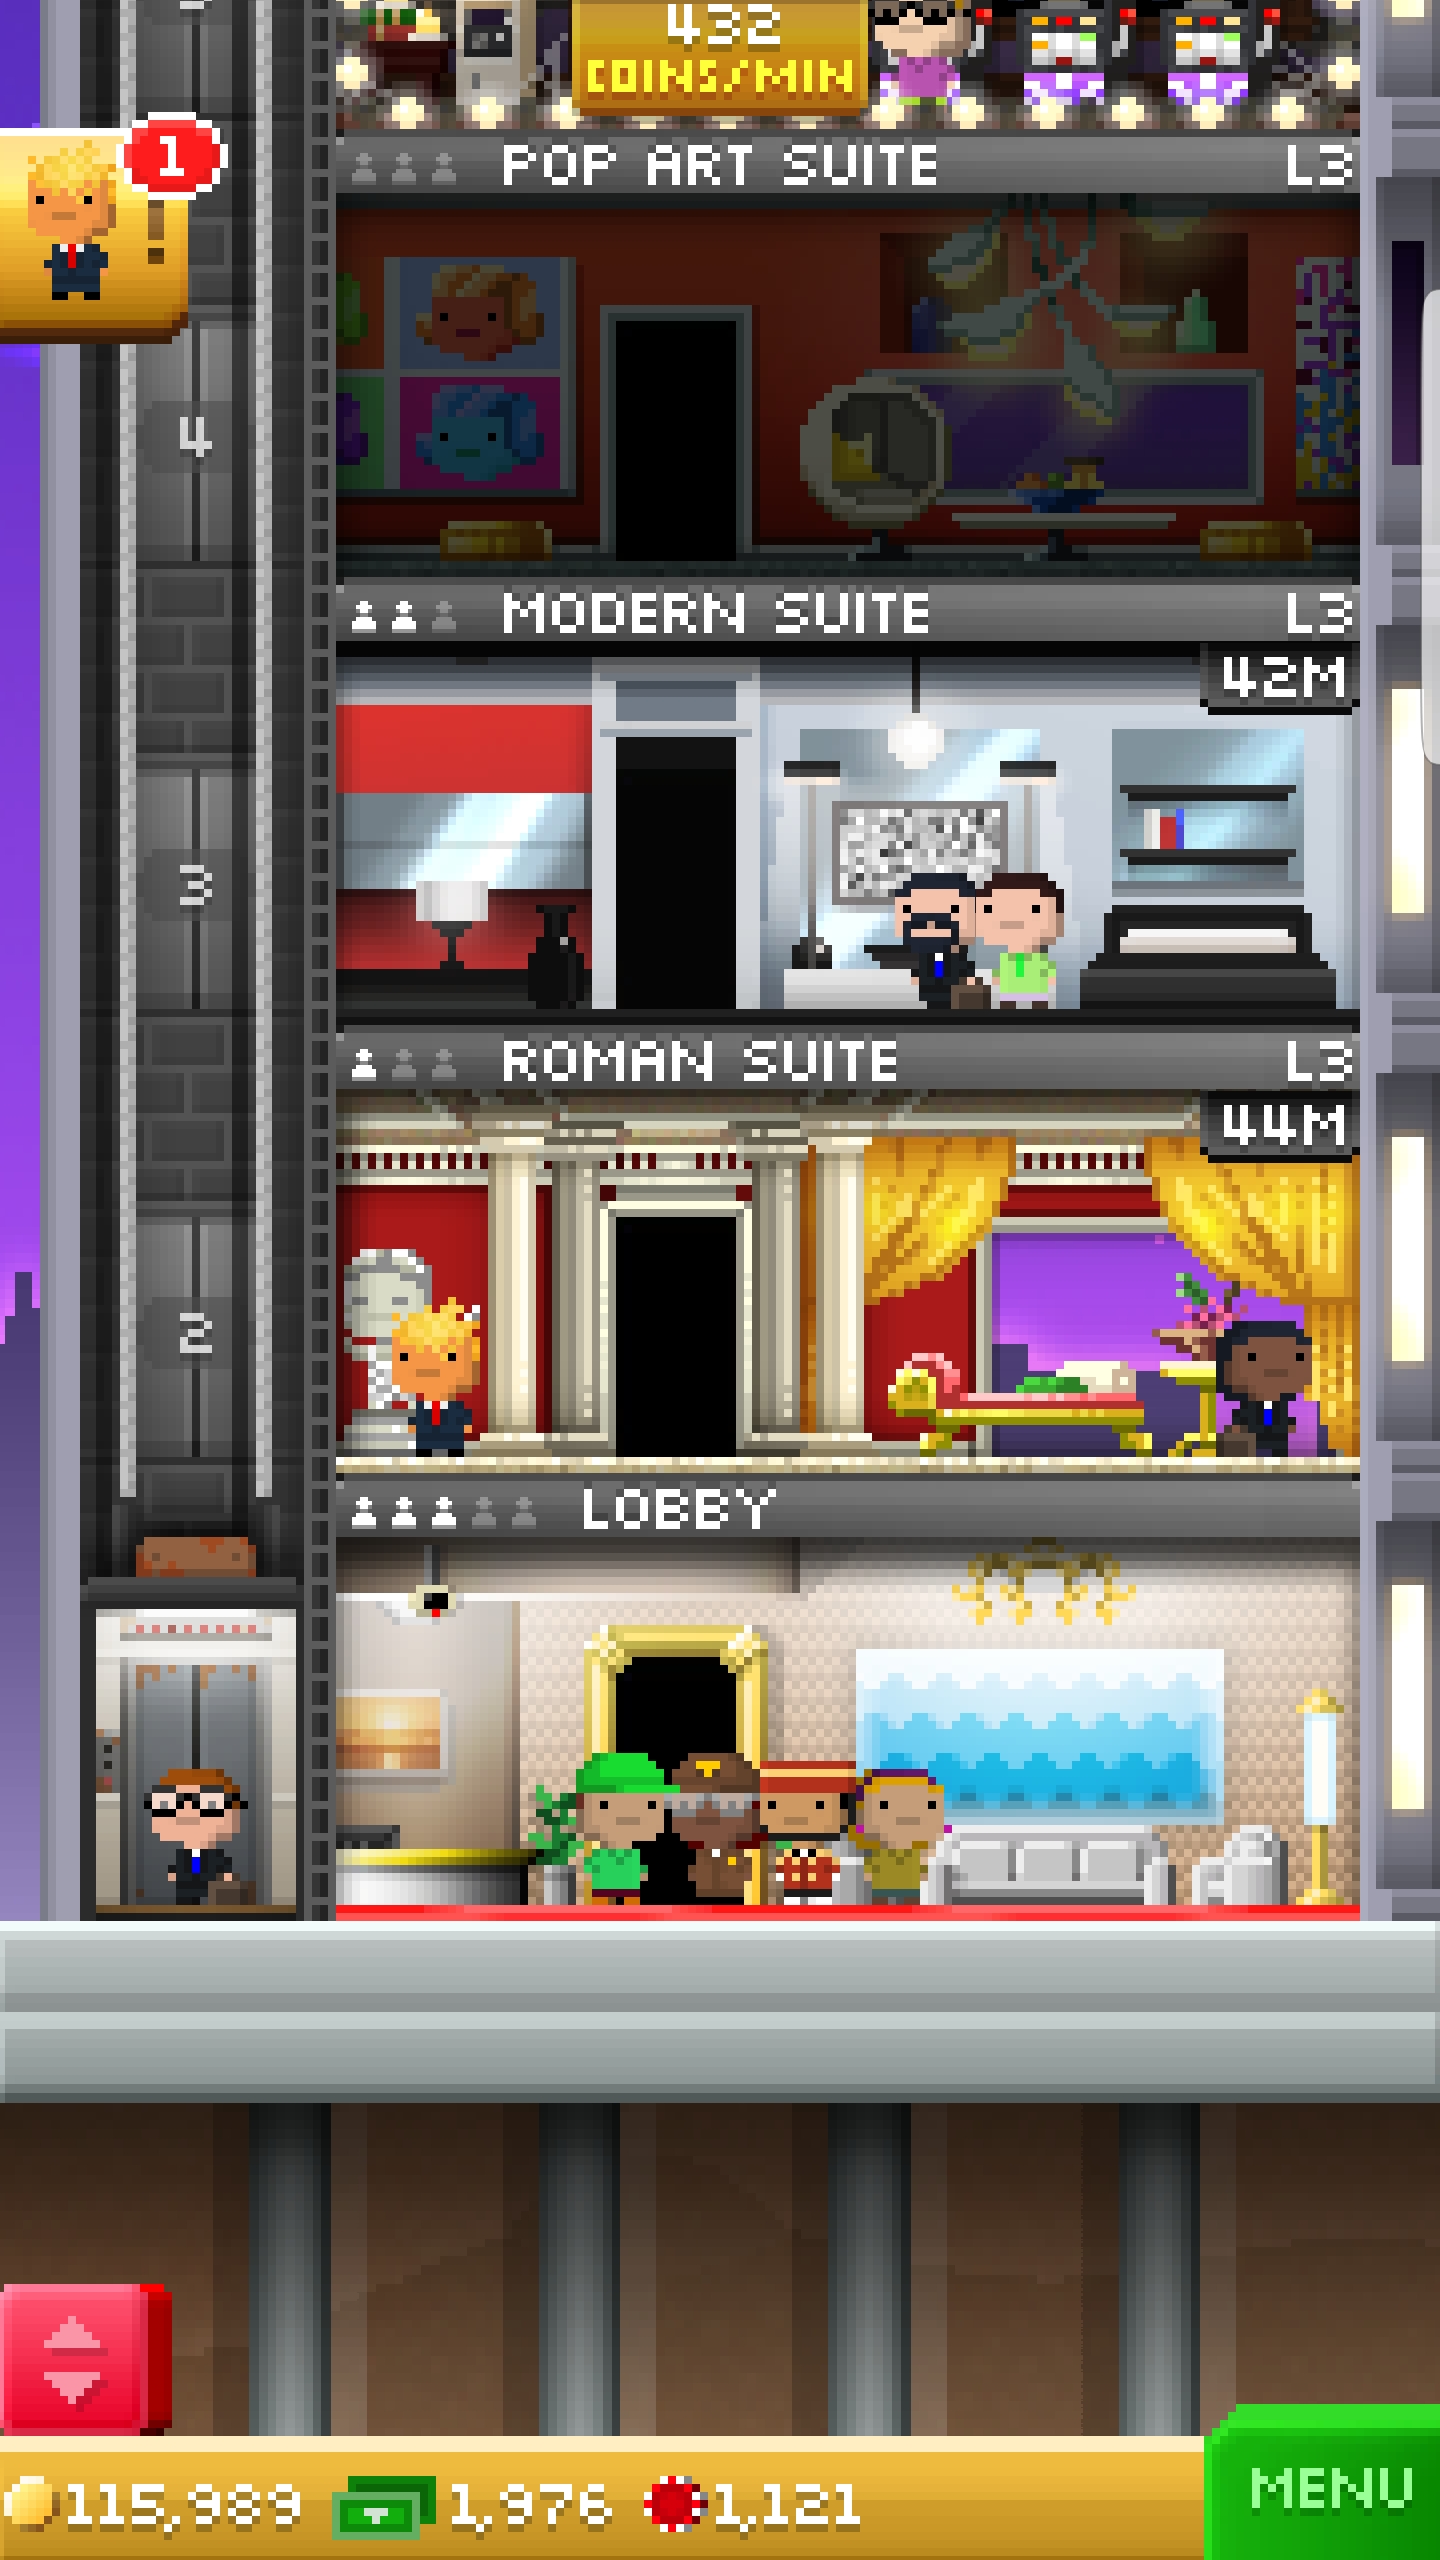 432
COINS/MIN
1
!
POP ART SUITE L3
4
MODERN SUITE L3
42M
3
ROMAN SUITE L3
44M
2
LOBBY
115,989 1,976 1,121
MENU